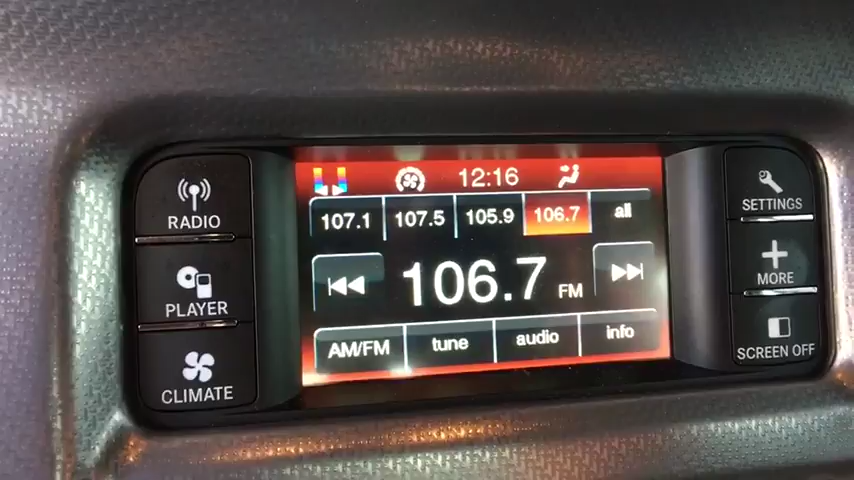 RADIO
PLAYER
CLIMATE
12:16
107.1 107.5 105.9 106.7 all
106.7 FM
AM/FM tune audio info
SETTINGS
MORE
SCREEN OFF